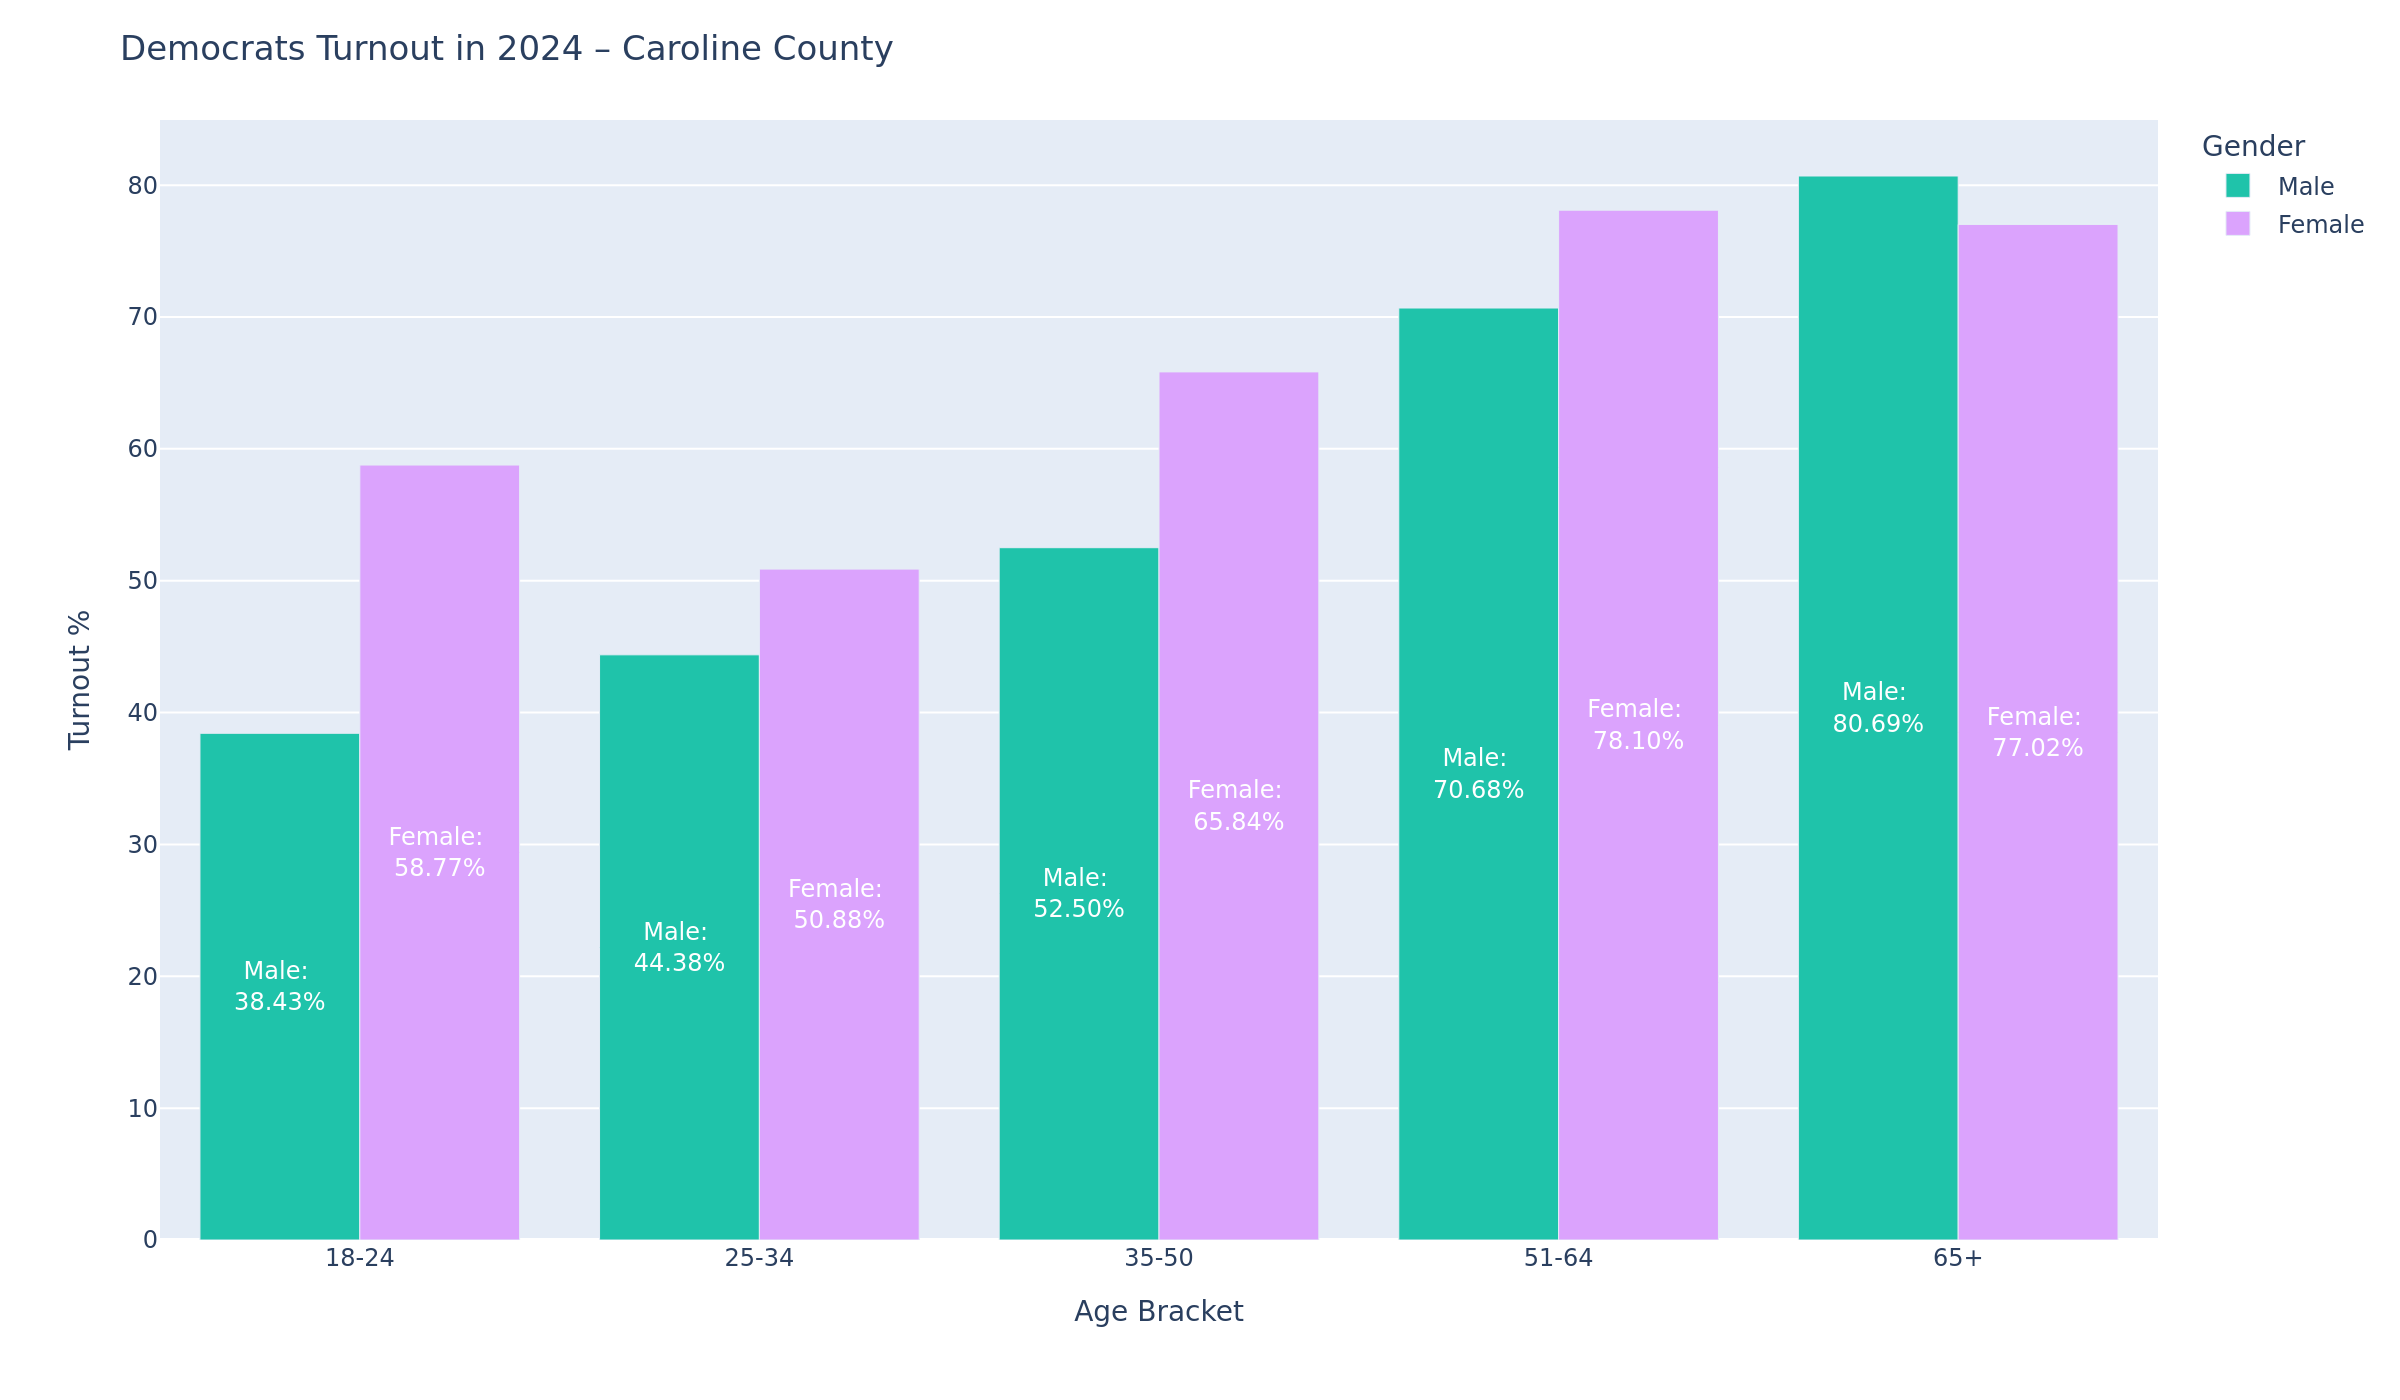 Democrats Turnout in 2024 – Caroline County
Gender
Male
Female
Turnout %
80
70
60
50
40
30
20
10
0
Male:
38.43%
Female:
58.77%
Male:
44.38%
Female:
50.88%
Male:
52.50%
Female:
65.84%
Male:
70.68%
Female:
78.10%
Male:
80.69%
Female:
77.02%
18-24
25-34
35-50
51-64
65+
Age Bracket